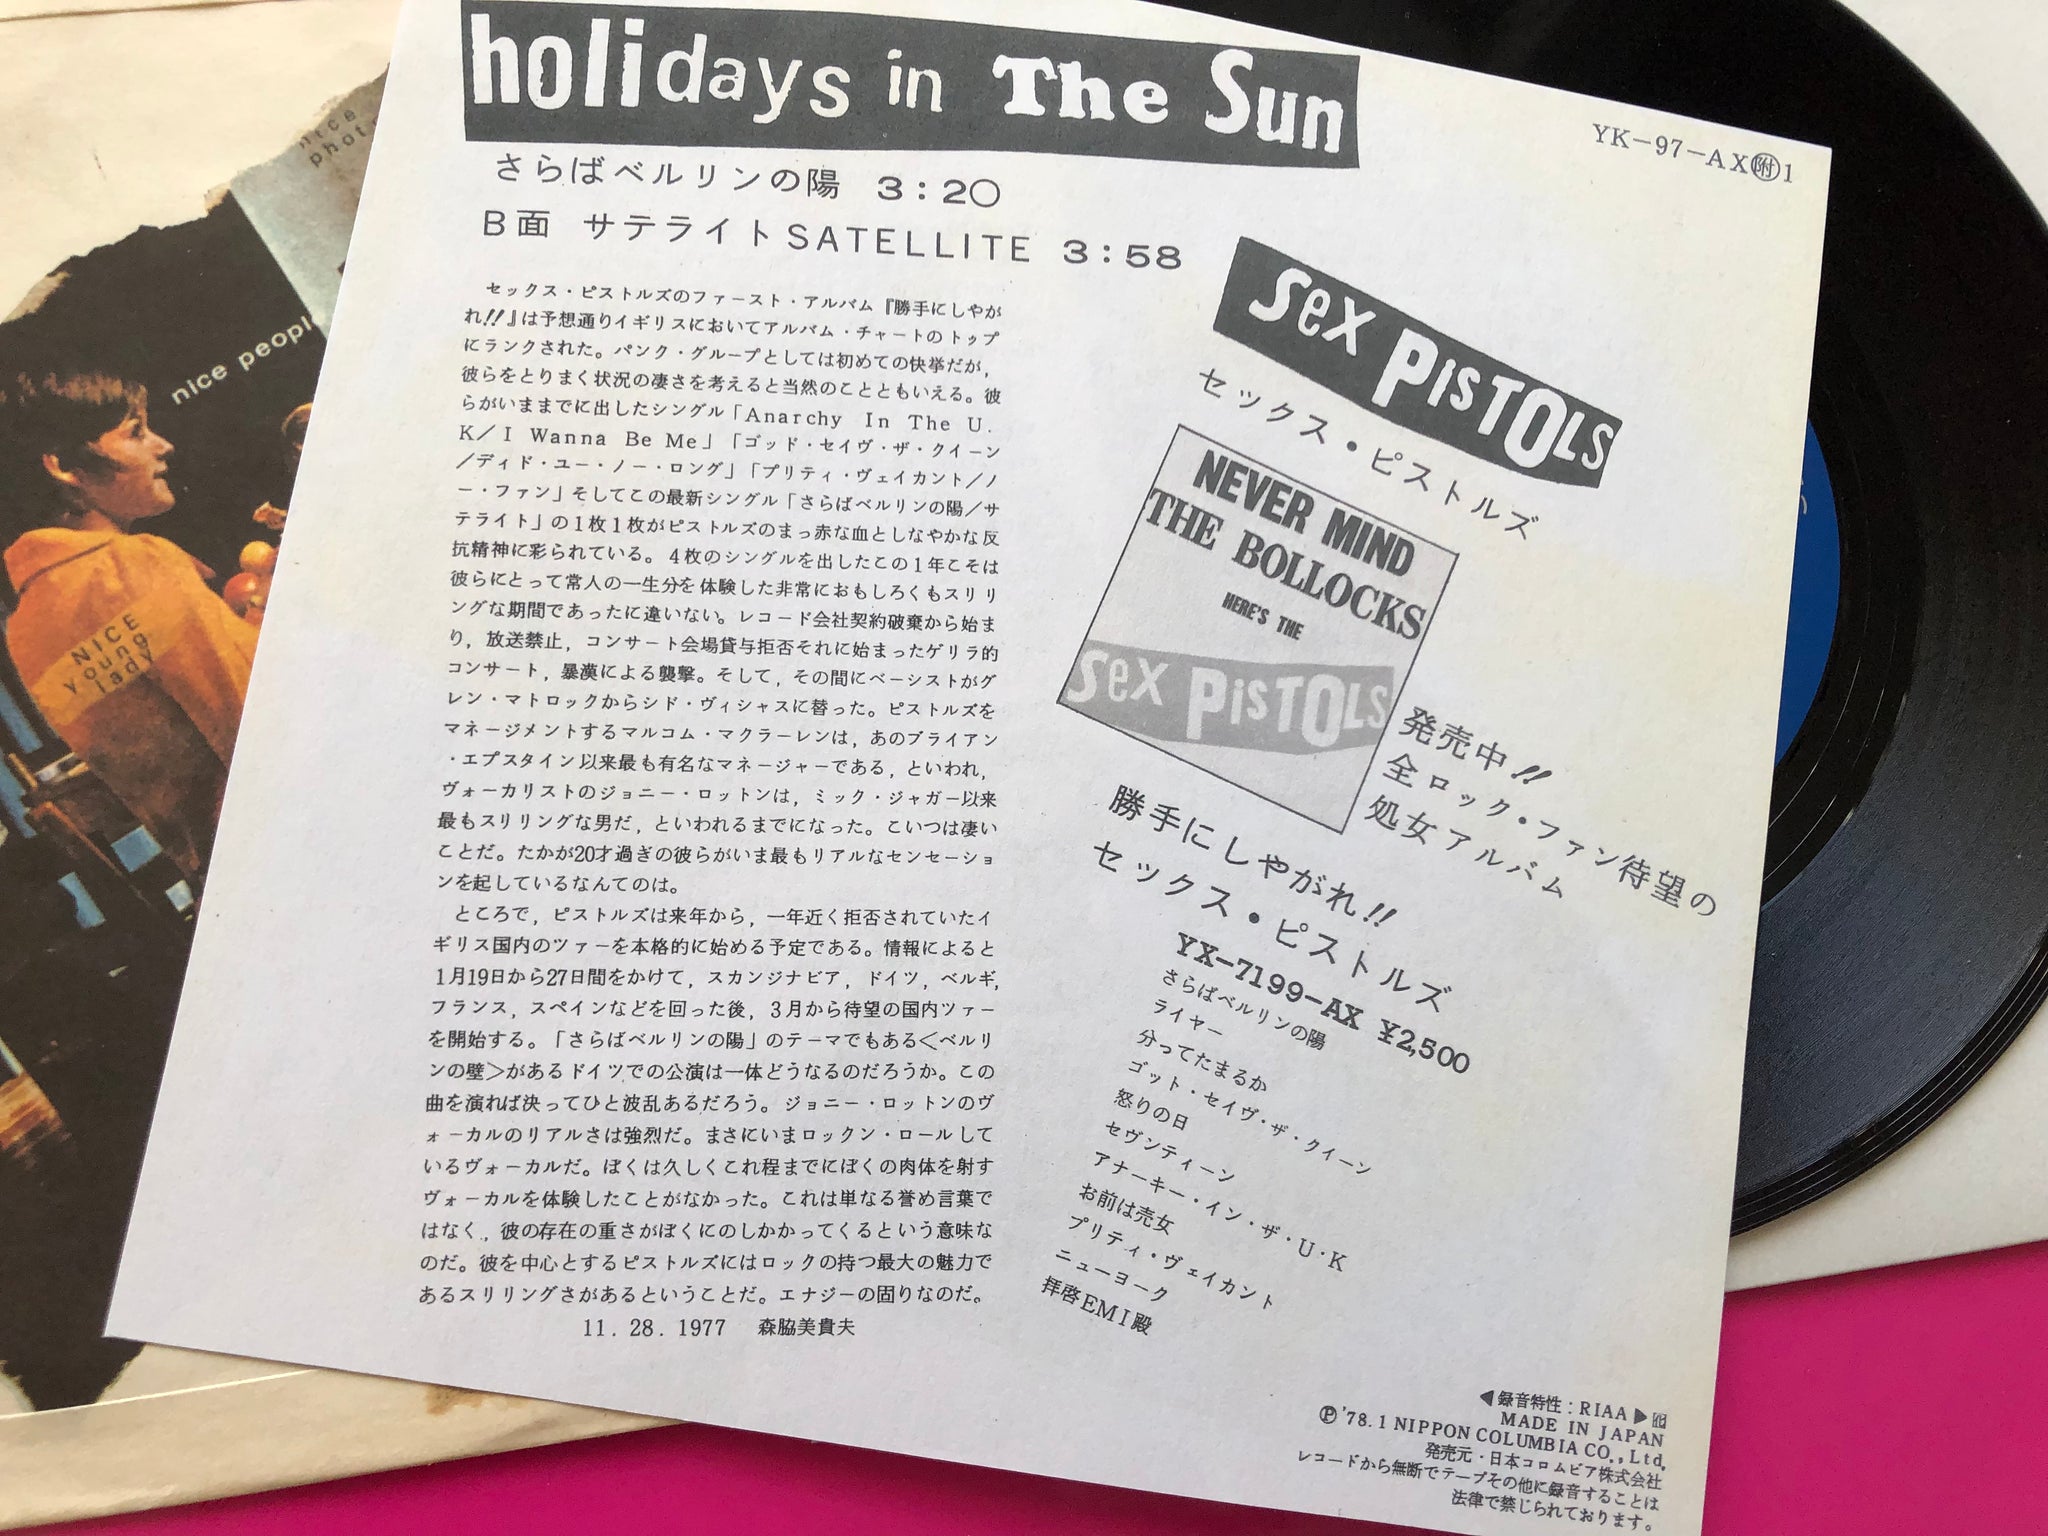 holidays in The Sun
YK-97-AX㊟1
さらばベルリンの陽 3:20
B面 サテライトSATELLITE 3:58
セックス・ピストルズのファースト・アルバム『勝手にしやが
れ!!』は予想通りイギリスにおいてアルバム・チャートのトップ
にランクされた。パンク・グループとしては初めての快挙だが,
彼らをとりまく状況の凄さを考えると当然のことともいえる。彼
らがいままでに出したシングル「Anarchy In The U.
K/I Wanna Be Me」「ゴッド・セイヴ・ザ・クイーン
/ディド・ユー・ノー・ロング」「プリティ・ヴェイカント/ノ
ー・ファン」そしてこの最新シングル「さらばベルリンの陽/サ
テライト」の1枚1枚がピストルズのまっ赤な血としなやかな反
抗精神に彩られている。4枚のシングルを出したこの1年こそは
彼らにとって常人の一生分を体験した非常におもしろくもスリリ
ングな期間であったに違いない。レコード会社契約破棄から始ま
り,放送禁止,コンサート会場貸与拒否それに始まったゲリラ的
コンサート,暴漢による襲撃。そして,その間にベーシストがグ
レン・マトロックからシド・ヴィシャスに替った。ピストルズを
マネージメントするマルコム・マクラーレンは,あのブライアン
・エプスタイン以来最も有名なマネージャーである,といわれ,
ヴォーカリストのジョニー・ロットンは,ミック・ジャガー以来
最もスリリングな男だ,といわれるまでになった。こいつは凄い
ことだ。たかが20才過ぎの彼らがいま最もリアルなセンセーショ
ンを起しているなんてのは。
ところで,ピストルズは来年から,一年近く拒否されていたイ
ギリス国内のツァーを本格的に始める予定である。情報によると
1月19日から27日間をかけて,スカンジナビア,ドイツ,ベルギ,
フランス,スペインなどを回った後,3月から待望の国内ツァー
を開始する。「さらばベルリンの陽」のテーマでもある<ベルリ
ンの壁>があるドイツでの公演は一体どうなるのだろうか。この
曲を演れば決ってひと波乱あるだろう。ジョニー・ロットンのヴ
ォーカルのリアルさは強烈だ。まさにいまロックン・ロールして
いるヴォーカルだ。ぼくは久しくこれ程までにぼくの肉体を射す
ヴォーカルを体験したことがなかった。これは単なる誉め言葉で
はなく,彼の存在の重さがぼくにのしかかってくるという意味な
のだ。彼を中心とするピストルズにはロックの持つ最大の魅力で
あるスリリングさがあるということだ。エナジーの固りなのだ。
11.28.1977 森脇美貴夫
Sex PISTOLS
セックス・ピストルズ
NEVER MIND
THE BOLLOCKS
HERE'S THE
Sex PISTOLS
発売中!!
全ロック・ファン待望の
処女アルバム
勝手にしやがれ!!
セックス・ピストルズ
YX-7199-AX ¥2,500
さらばベルリンの陽
ライヤー
分ってたまるか
ゴット・セイヴ・ザ・クイーン
怒りの日
セヴンティーン
アナーキー・イン・ザ・U・K
お前は売女
プリティ・ヴェイカント
ニューヨーク
拝啓EMI殿
◀録音特性:RIAA▶
MADE IN JAPAN
Ⓟ'78.1 NIPPON COLUMBIA CO., Ltd.
発売元・日本コロムビア株式会社
レコードから無断でテープその他に録音することは
法律で禁じられております。
nice
phot
nice people
NICE
young
lady